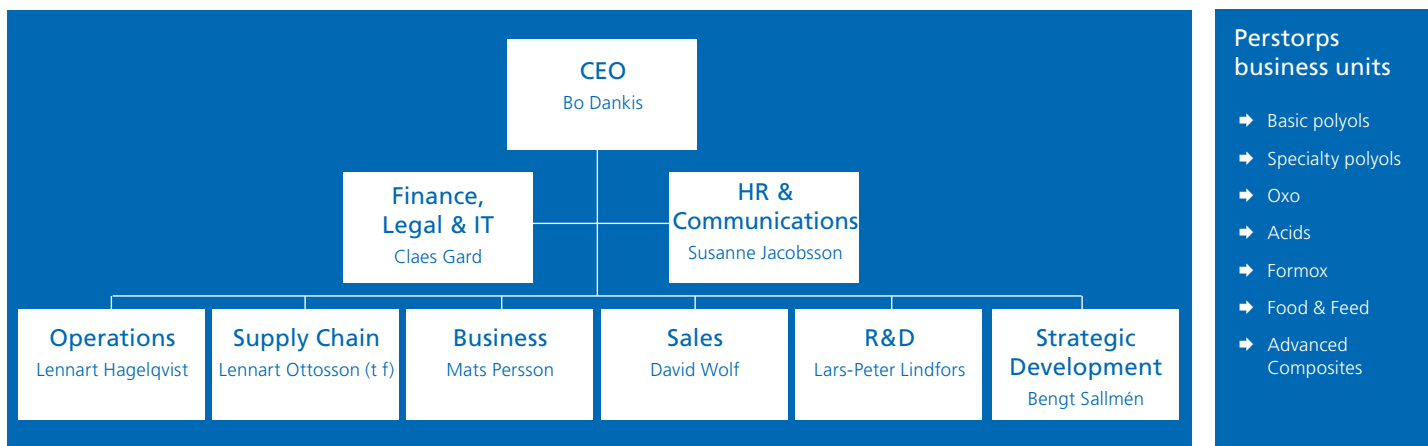 CEO
Bo Dankis
Finance,
Legal & IT
Claes Gard
HR &
Communications
Susanne Jacobsson
Operations
Lennart Hagelqvist
Supply Chain
Lennart Ottosson (t f)
Business
Mats Persson
Sales
David Wolf
R&D
Lars-Peter Lindfors
Strategic
Development
Bengt Sallmén
Perstorps
business units
Basic polyols
Specialty polyols
Oxo
Acids
Formox
Food & Feed
Advanced
Composites